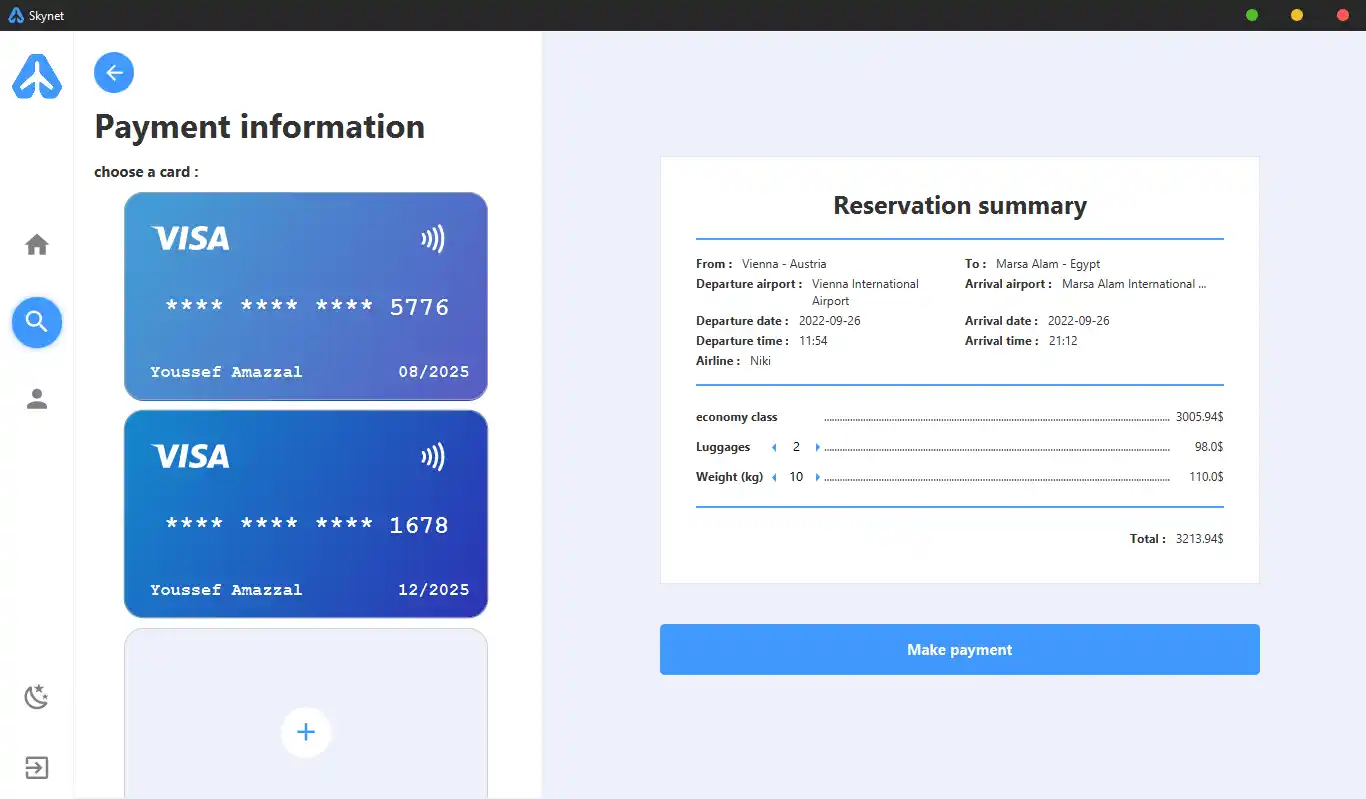 Skynet
Payment information
choose a card :
VISA
**** **** **** 5776
Youssef Amazzal 08/2025
VISA
**** **** **** 1678
Youssef Amazzal 12/2025
+
Reservation summary
From : Vienna - Austria To : Marsa Alam - Egypt
Departure airport : Vienna International Arrival airport : Marsa Alam International ...
Airport
Departure date : 2022-09-26 Arrival date : 2022-09-26
Departure time : 11:54 Arrival time : 21:12
Airline : Niki
economy class 3005.94$
Luggages 2 98.0$
Weight (kg) 10 110.0$
Total : 3213.94$
Make payment